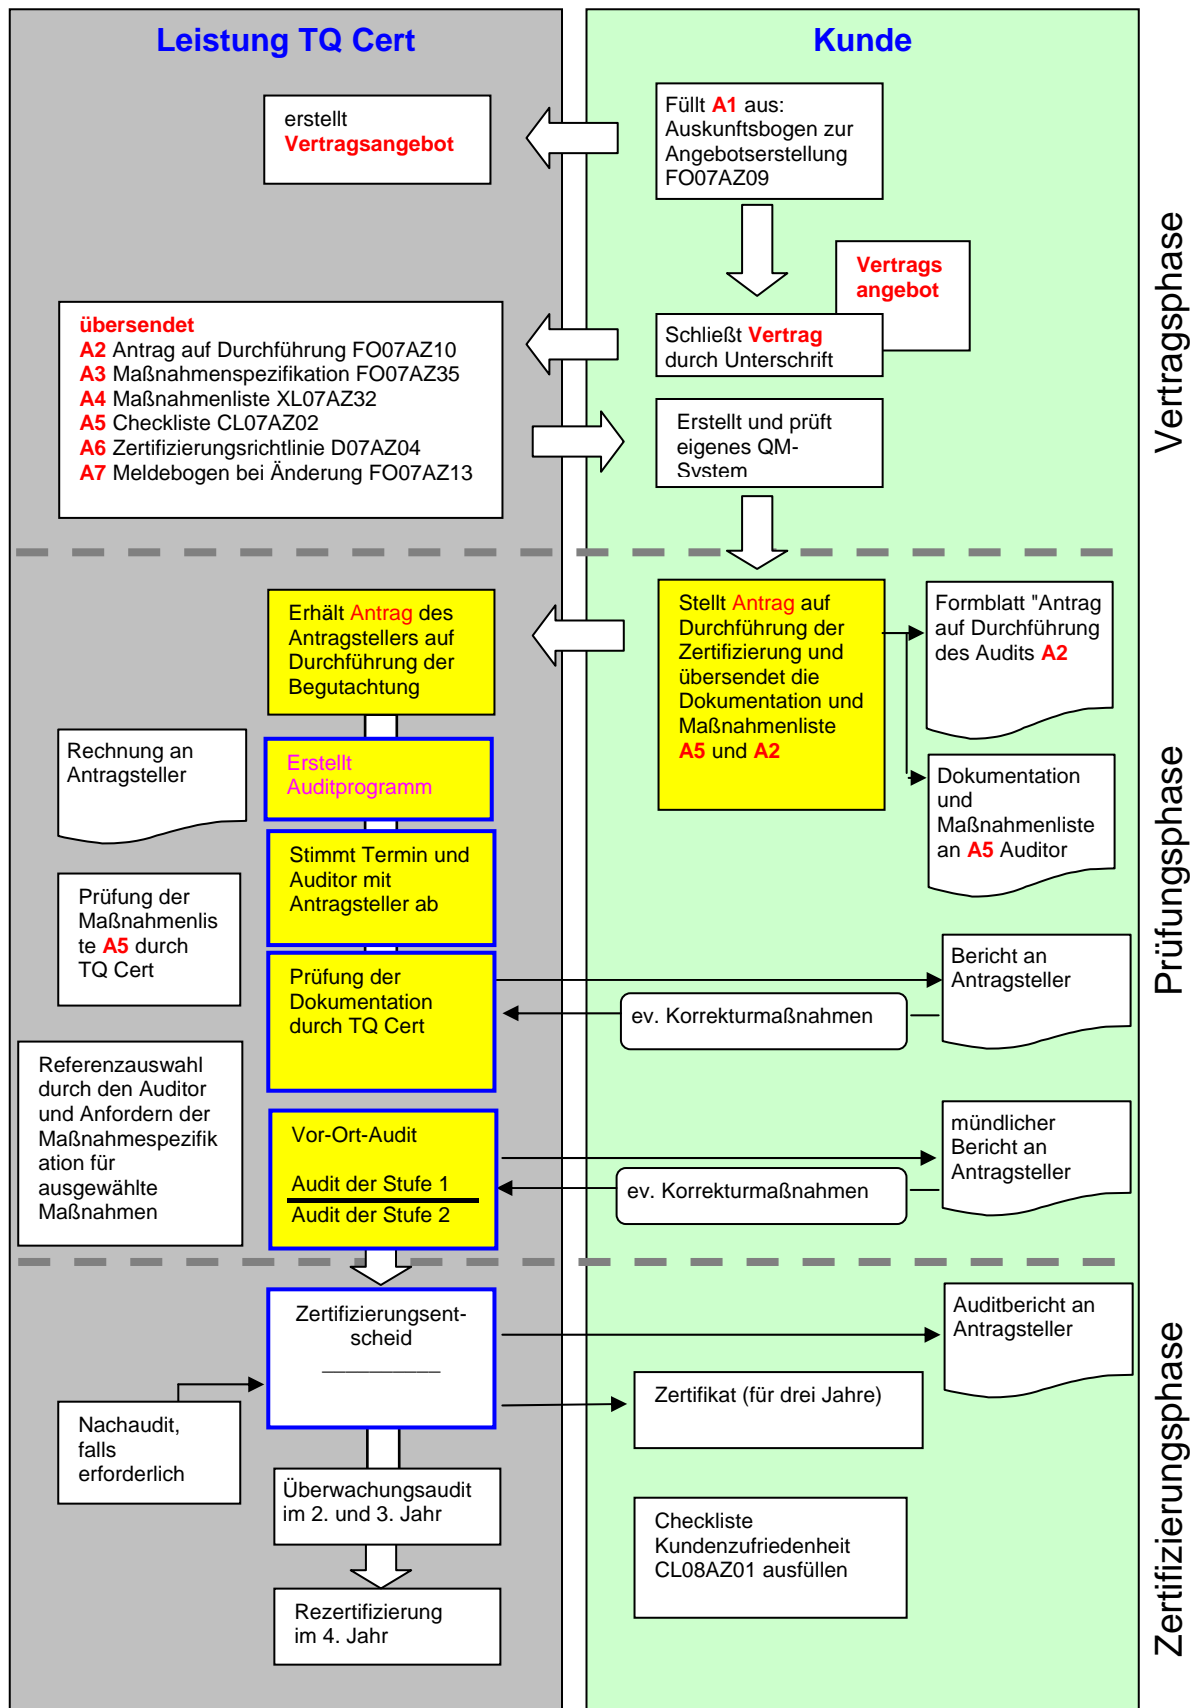 Leistung TQ Cert
Kunde
erstellt
Vertragsangebot
Füllt A1 aus:
Auskunftsbogen zur
Angebotserstellung
FO07AZ09
Vertrags
angebot
Schließt Vertrag
durch Unterschrift
übersendet
A2 Antrag auf Durchführung FO07AZ10
A3 Maßnahmenspezifikation FO07AZ35
A4 Maßnahmenliste XL07AZ32
A5 Checkliste CL07AZ02
A6 Zertifizierungsrichtlinie D07AZ04
A7 Meldebogen bei Änderung FO07AZ13
Erstellt und prüft
eigenes QM-
System
Vertragsphase
Erhält Antrag des
Antragstellers auf
Durchführung der
Begutachtung
Stellt Antrag auf
Durchführung der
Zertifizierung und
übersendet die
Dokumentation und
Maßnahmenliste
A5 und A2
Formblatt "Antrag
auf Durchführung
des Audits A2
Rechnung an
Antragsteller
Erstellt
Auditprogramm
Dokumentation
und
Maßnahmenliste
an A5 Auditor
Stimmt Termin und
Auditor mit
Antragsteller ab
Prüfung der
Maßnahmenlis
te A5 durch
TQ Cert
Prüfung der
Dokumentation
durch TQ Cert
Bericht an
Antragsteller
ev. Korrekturmaßnahmen
Referenzauswahl
durch den Auditor
und Anfordern der
Maßnahmespezifik
ation für
ausgewählte
Maßnahmen
Vor-Ort-Audit
Audit der Stufe 1
Audit der Stufe 2
mündlicher
Bericht an
Antragsteller
ev. Korrekturmaßnahmen
Prüfungsphase
Zertifizierungsent-
scheid
Auditbericht an
Antragsteller
Zertifikat (für drei Jahre)
Nachaudit,
falls
erforderlich
Überwachungsaudit
im 2. und 3. Jahr
Checkliste
Kundenzufriedenheit
CL08AZ01 ausfüllen
Rezertifizierung
im 4. Jahr
Zertifizierungsphase